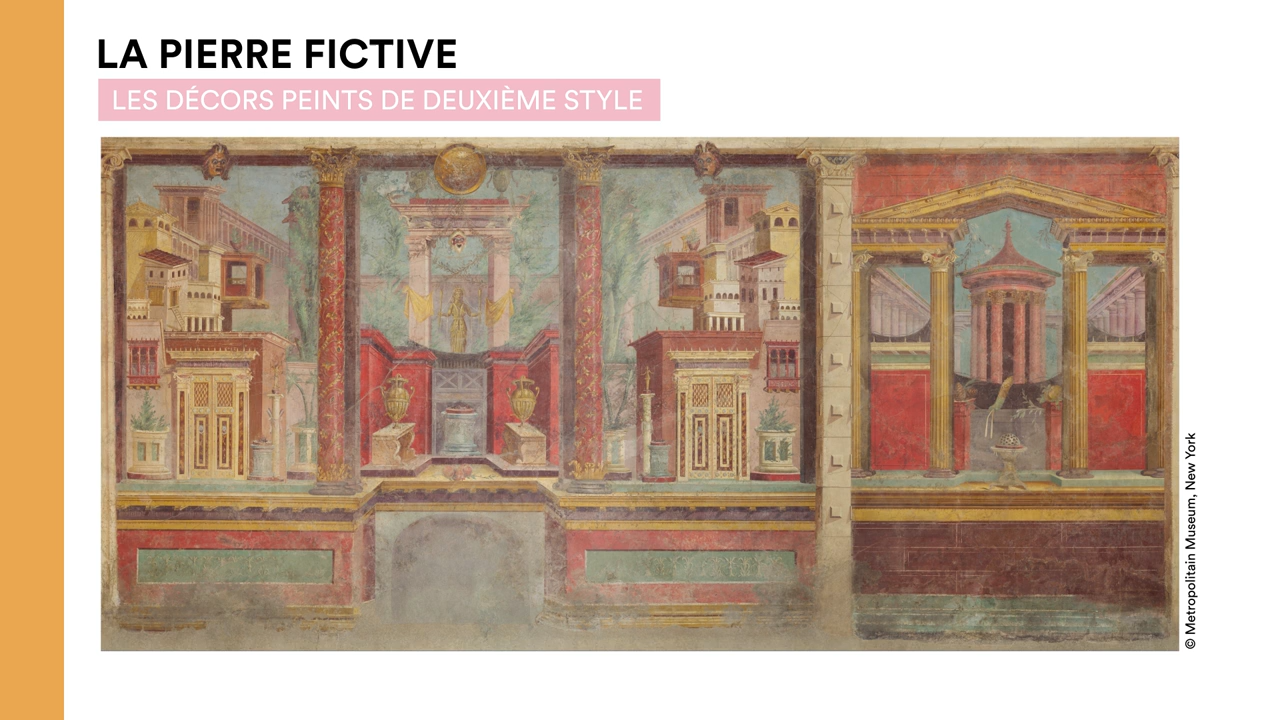 LA PIERRE FICTIVE
LES DÉCORS PEINTS DE DEUXIÈME STYLE
© Metropolitain Museum, New York